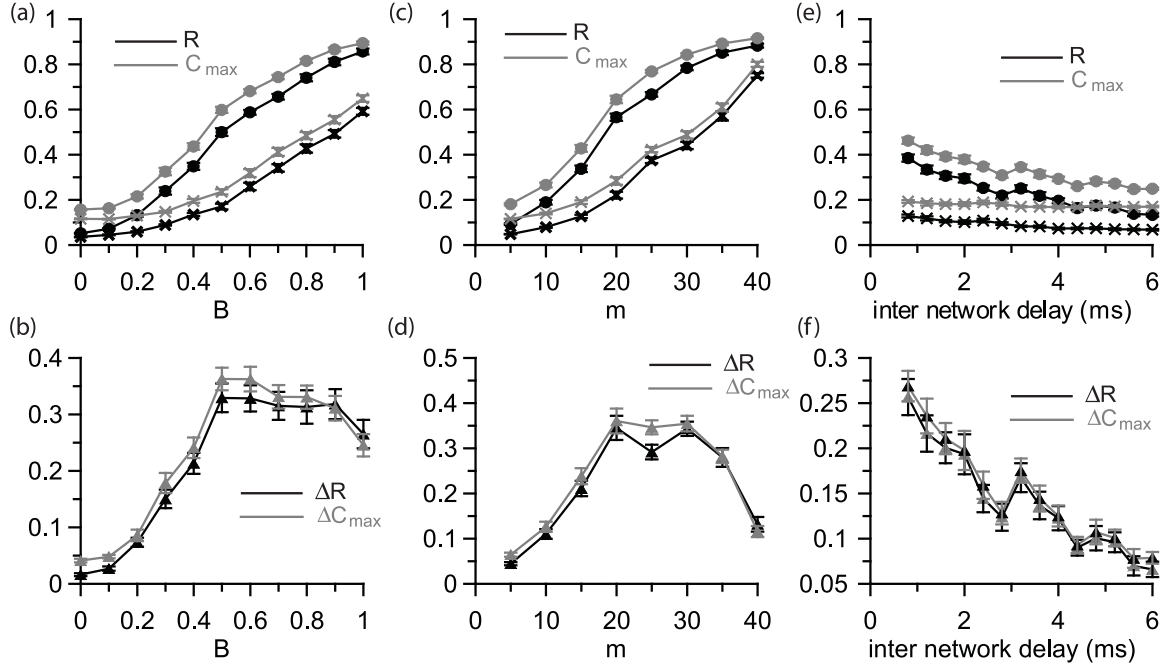 (a)
1
0.8
0.6
0.4
0.2
0
R
C max
0 0.2 0.4 0.6 0.8 1
B
(c)
1
0.8
0.6
0.4
0.2
0
R
C max
0 10 20 30 40
m
(e)
1
0.8
0.6
0.4
0.2
0
R
C max
0 2 4 6
inter network delay (ms)
(b)
0.4
0.3
0.2
0.1
0
ΔR
ΔCmax
0 0.2 0.4 0.6 0.8 1
B
(d)
0.5
0.4
0.3
0.2
0.1
0
ΔR
ΔCmax
0 10 20 30 40
m
(f)
0.3
0.25
0.2
0.15
0.1
0.05
ΔR
ΔCmax
0 2 4 6
inter network delay (ms)